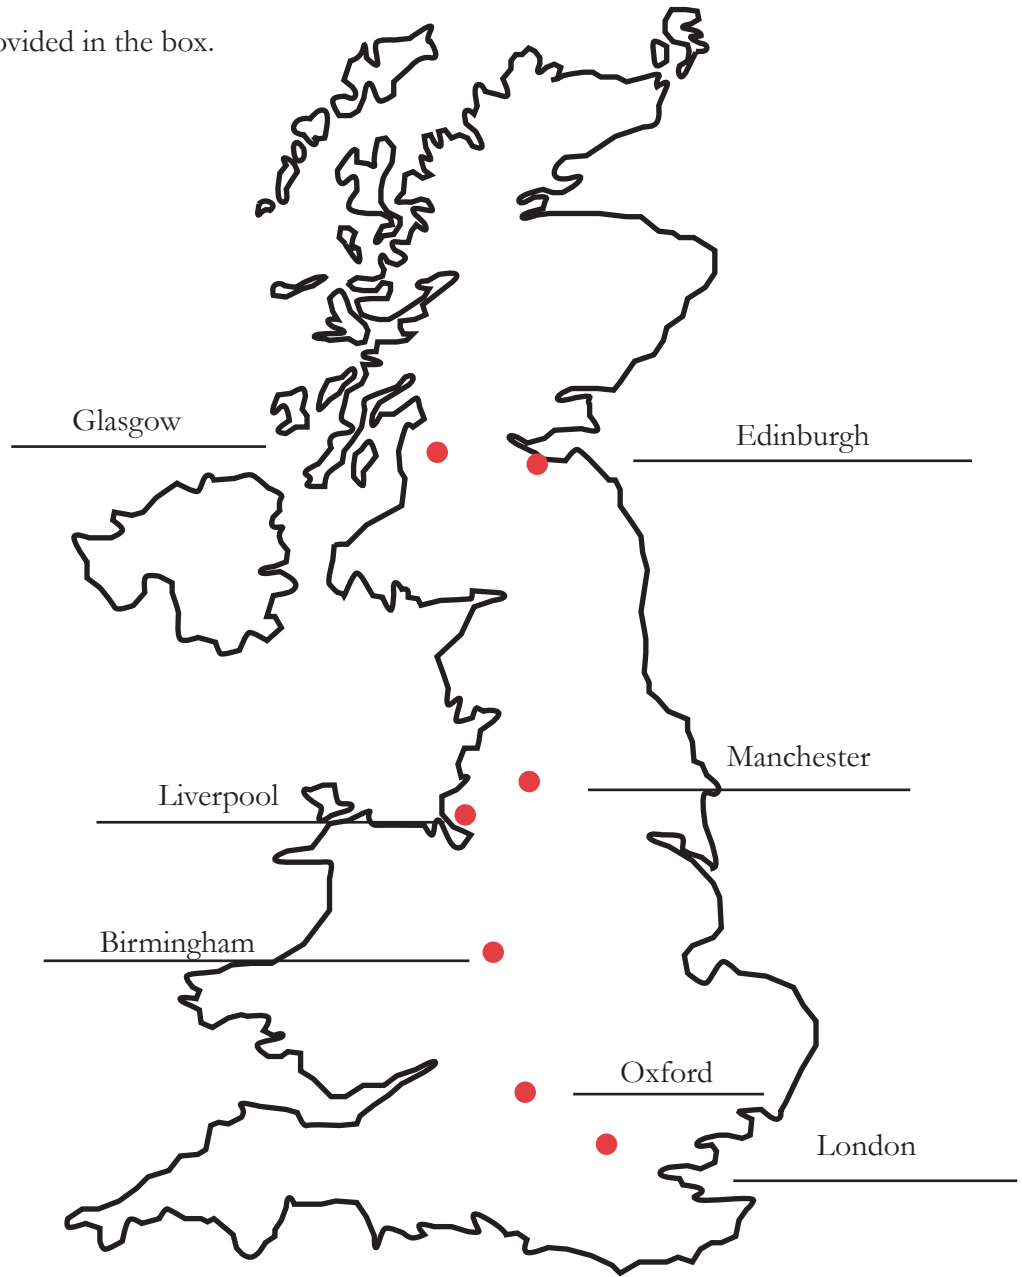 ovided in the box.
Glasgow
Edinburgh
Manchester
Liverpool
Birmingham
Oxford
London